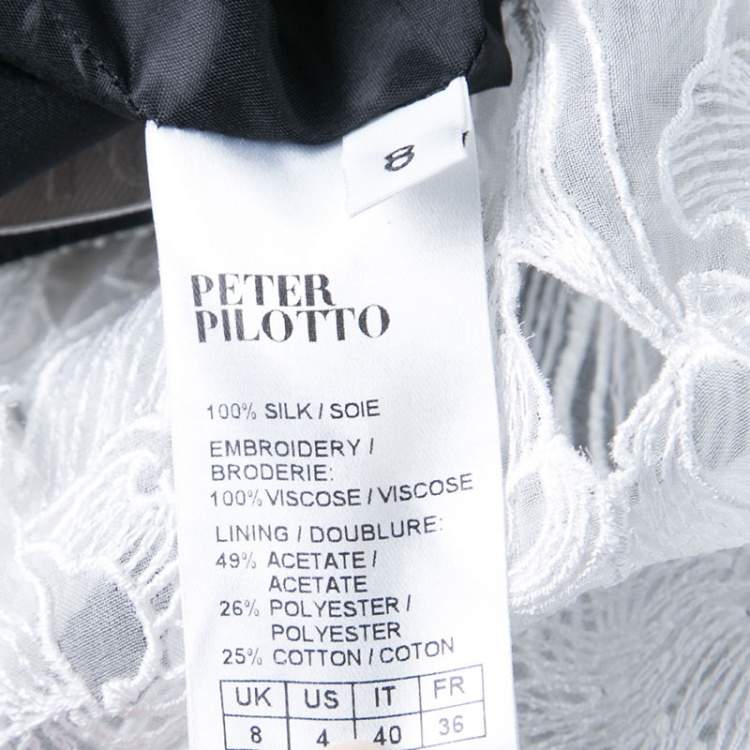 8
PETER
PILOTTO
100% SILK / SOIE
EMBROIDERY /
BRODERIE:
100% VISCOSE / VISCOSE
LINING / DOUBLURE:
49% ACETATE /
ACETATE
26% POLYESTER /
POLYESTER
25% COTTON / COTON
UK US IT FR
8 4 40 36